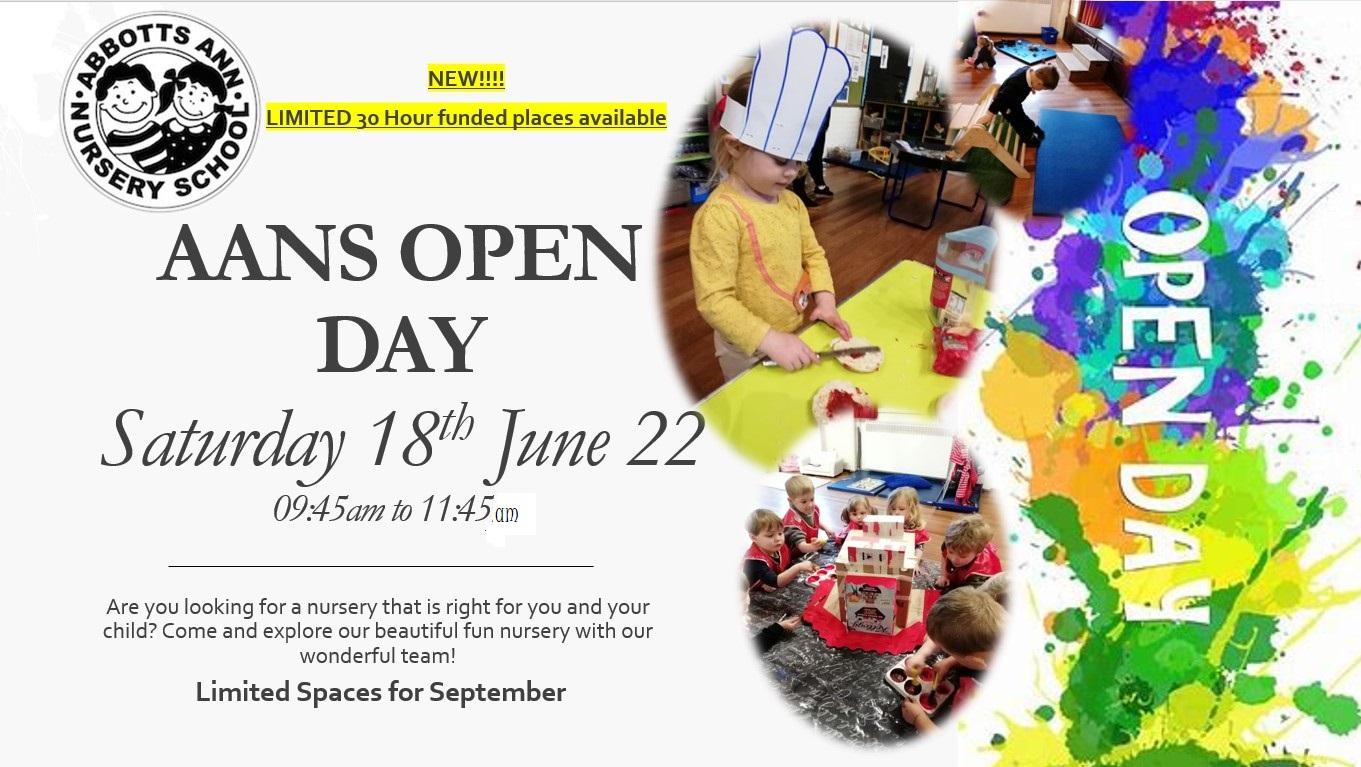 ABBOTTS ANN
NURSERY SCHOOL
NEW!!!!
LIMITED 30 Hour funded places available
AANS OPEN
DAY
Saturday 18th June 22
09:45am to 11:45am
Are you looking for a nursery that is right for you and your
child? Come and explore our beautiful fun nursery with our
wonderful team!
Limited Spaces for September
OPEN DAY